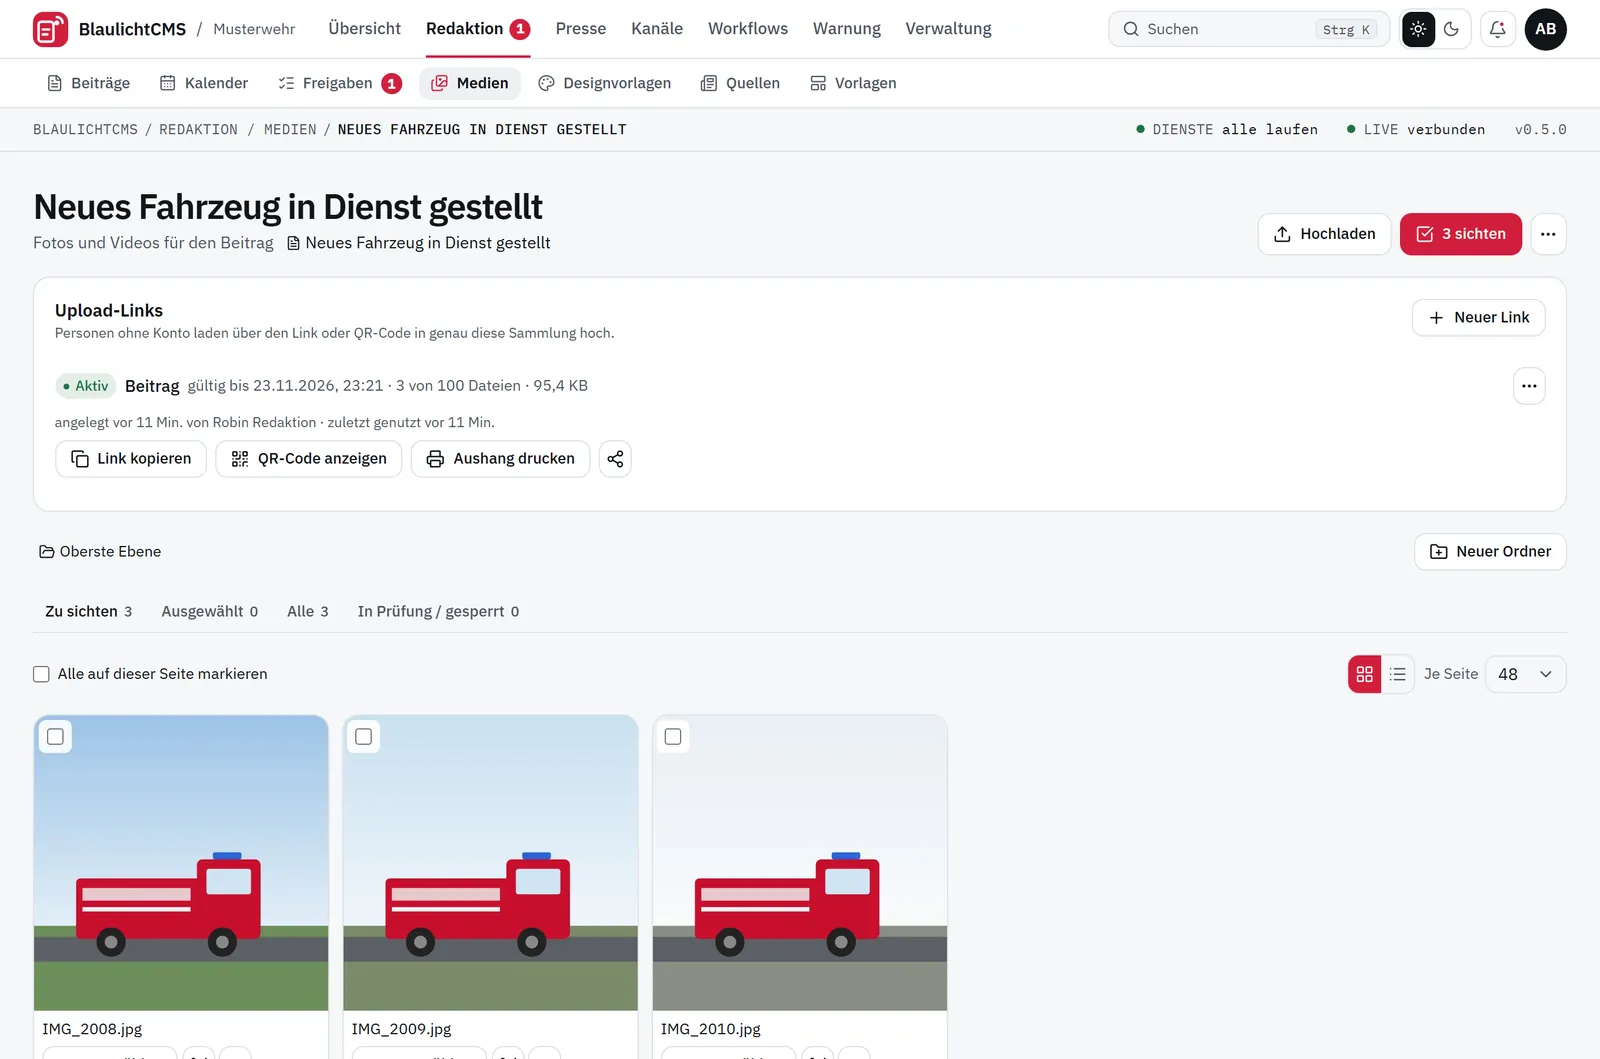 BlaulichtCMS / Musterwehr Übersicht Redaktion 1 Presse Kanäle Workflows Warnung Verwaltung Suchen Strg K AB
Beiträge Kalender Freigaben 1 Medien Designvorlagen Quellen Vorlagen
BLAULICHTCMS / REDAKTION / MEDIEN / NEUES FAHRZEUG IN DIENST GESTELLT DIENSTE alle laufen LIVE verbunden v0.5.0
Neues Fahrzeug in Dienst gestellt
Fotos und Videos für den Beitrag Neues Fahrzeug in Dienst gestellt
Hochladen 3 sichten
Upload-Links
Personen ohne Konto laden über den Link oder QR-Code in genau diese Sammlung hoch.
Neuer Link
Aktiv Beitrag gültig bis 23.11.2026, 23:21 · 3 von 100 Dateien · 95,4 KB
angelegt vor 11 Min. von Robin Redaktion · zuletzt genutzt vor 11 Min.
Link kopieren QR-Code anzeigen Aushang drucken
Oberste Ebene Neuer Ordner
Zu sichten 3 Ausgewählt 0 Alle 3 In Prüfung / gesperrt 0
Alle auf dieser Seite markieren Je Seite 48
IMG_2008.jpg IMG_2009.jpg IMG_2010.jpg